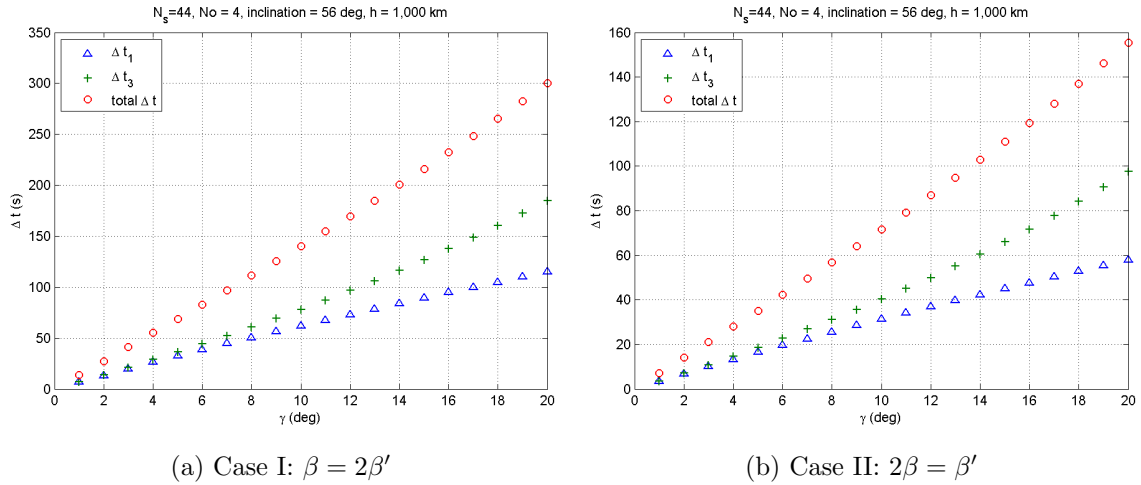 N_s=44, No = 4, inclination = 56 deg, h = 1,000 km
350
300
250
200
150
100
50
0
Δ t (s)
Δ t_1
Δ t_3
total Δ t
0 2 4 6 8 10 12 14 16 18 20
γ (deg)
(a) Case I: β = 2β′
N_s=44, No = 4, inclination = 56 deg, h = 1,000 km
160
140
120
100
80
60
40
20
0
Δ t (s)
Δ t_1
Δ t_3
total Δ t
0 2 4 6 8 10 12 14 16 18 20
γ (deg)
(b) Case II: 2β = β′